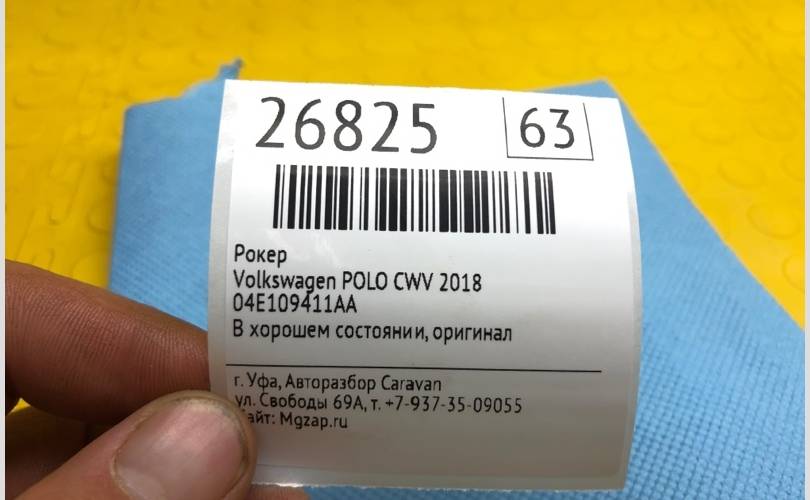 26825 63
Рокер
Volkswagen POLO CWV 2018
04E109411AA
В хорошем состоянии, оригинал
г. Уфа, Авторазбор Caravan
ул. Свободы 69А, т. +7-937-35-09055
Сайт: Mgzap.ru